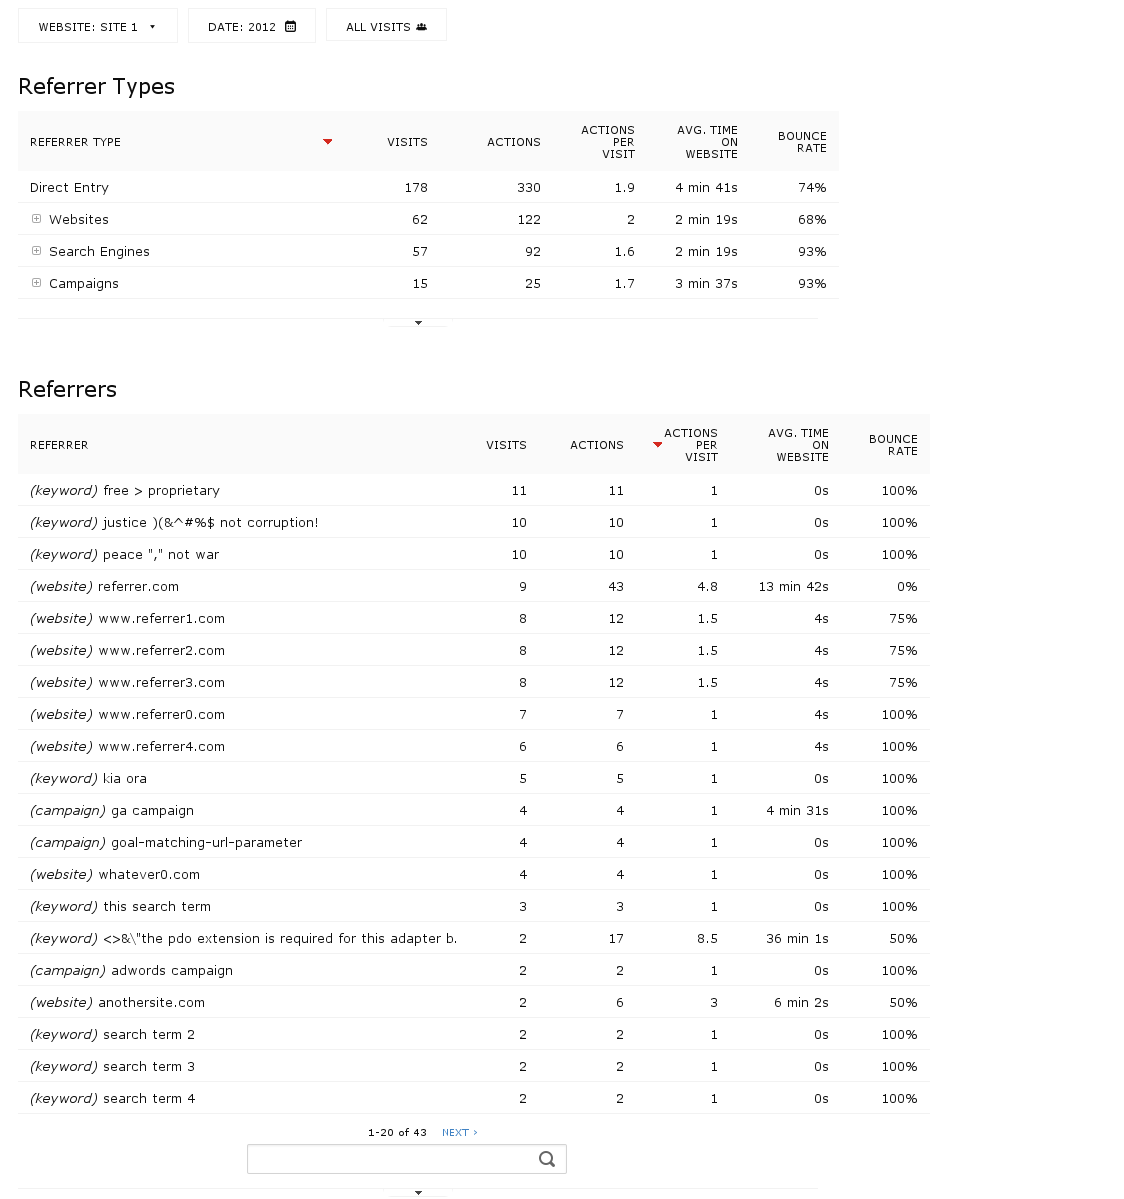 WEBSITE: SITE 1 DATE: 2012 ALL VISITS
Referrer Types
REFERRER TYPE VISITS ACTIONS ACTIONS PER VISIT AVG. TIME ON WEBSITE BOUNCE RATE
Direct Entry 178 330 1.9 4 min 41s 74%
Websites 62 122 2 2 min 19s 68%
Search Engines 57 92 1.6 2 min 19s 93%
Campaigns 15 25 1.7 3 min 37s 93%
Referrers
REFERRER VISITS ACTIONS ACTIONS PER VISIT AVG. TIME ON WEBSITE BOUNCE RATE
(keyword) free > proprietary 11 11 1 0s 100%
(keyword) justice )(&^#%$ not corruption! 10 10 1 0s 100%
(keyword) peace "," not war 10 10 1 0s 100%
(website) referrer.com 9 43 4.8 13 min 42s 0%
(website) www.referrer1.com 8 12 1.5 4s 75%
(website) www.referrer2.com 8 12 1.5 4s 75%
(website) www.referrer3.com 8 12 1.5 4s 75%
(website) www.referrer0.com 7 7 1 4s 100%
(website) www.referrer4.com 6 6 1 4s 100%
(keyword) kia ora 5 5 1 0s 100%
(campaign) ga campaign 4 4 1 4 min 31s 100%
(campaign) goal-matching-url-parameter 4 4 1 0s 100%
(website) whatever0.com 4 4 1 0s 100%
(keyword) this search term 3 3 1 0s 100%
(keyword) <>&\"the pdo extension is required for this adapter b. 2 17 8.5 36 min 1s 50%
(campaign) adwords campaign 2 2 1 0s 100%
(website) anothersite.com 2 6 3 6 min 2s 50%
(keyword) search term 2 2 2 1 0s 100%
(keyword) search term 3 2 2 1 0s 100%
(keyword) search term 4 2 2 1 0s 100%
1-20 of 43 NEXT ›